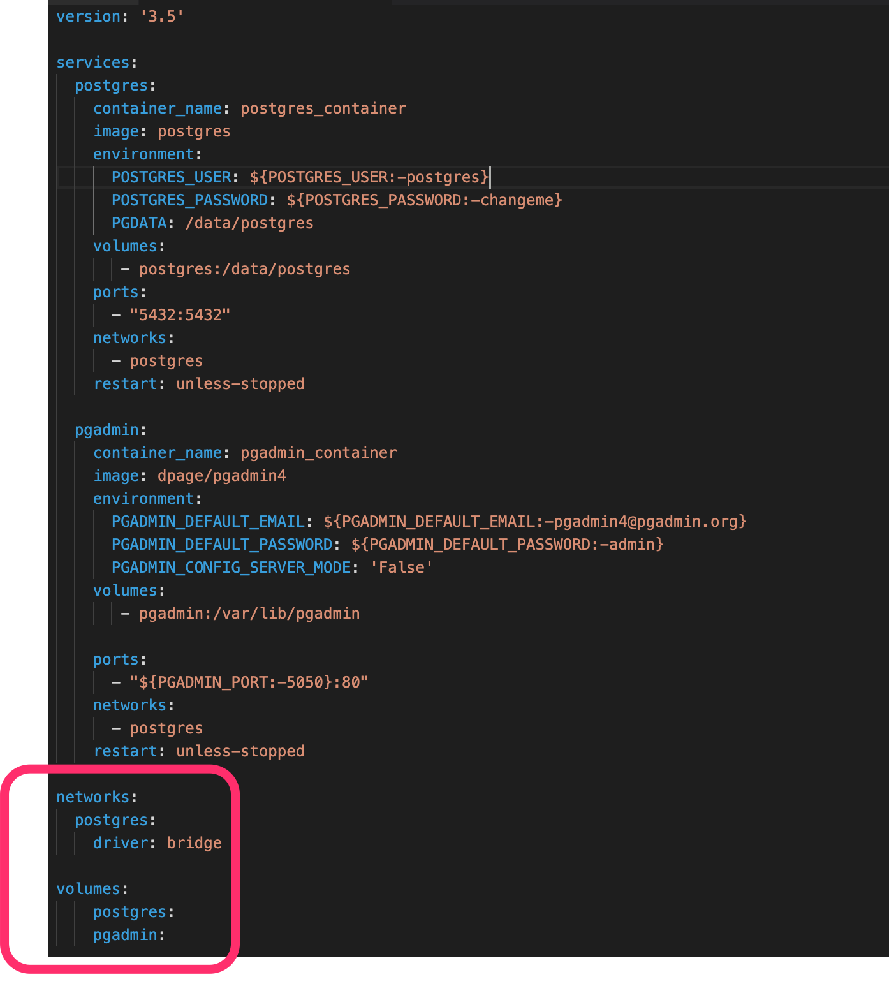 version: '3.5'
services:
  postgres:
    container_name: postgres_container
    image: postgres
    environment:
      POSTGRES_USER: ${POSTGRES_USER:-postgres}
      POSTGRES_PASSWORD: ${POSTGRES_PASSWORD:-changeme}
      PGDATA: /data/postgres
    volumes:
       - postgres:/data/postgres
    ports:
      - "5432:5432"
    networks:
      - postgres
    restart: unless-stopped
  pgadmin:
    container_name: pgadmin_container
    image: dpage/pgadmin4
    environment:
      PGADMIN_DEFAULT_EMAIL: ${PGADMIN_DEFAULT_EMAIL:-pgadmin4@pgadmin.org}
      PGADMIN_DEFAULT_PASSWORD: ${PGADMIN_DEFAULT_PASSWORD:-admin}
      PGADMIN_CONFIG_SERVER_MODE: 'False'
    volumes:
       - pgadmin:/var/lib/pgadmin
    ports:
      - "${PGADMIN_PORT:-5050}:80"
    networks:
      - postgres
    restart: unless-stopped
networks:
  postgres:
    driver: bridge
volumes:
    postgres:
    pgadmin: